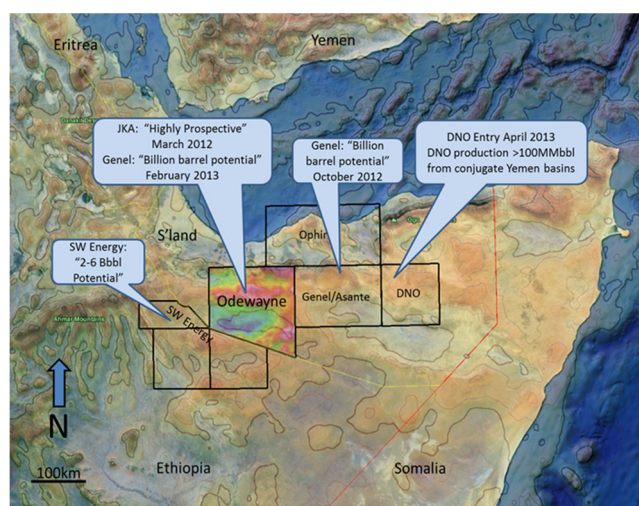 Eritrea
Yemen
JKA: “Highly Prospective”
March 2012
Genel: “Billion barrel potential”
February 2013
Genel: “Billion
barrel potential”
October 2012
DNO Entry April 2013
DNO production >100MMbbl
from conjugate Yemen basins
S'land
Ophir
SW Energy:
“2-6 Bbbl
Potential”
Odewayne
Genel/Asante
DNO
SW Energy
Ahmar Mountains
N
100km
Ethiopia
Somalia